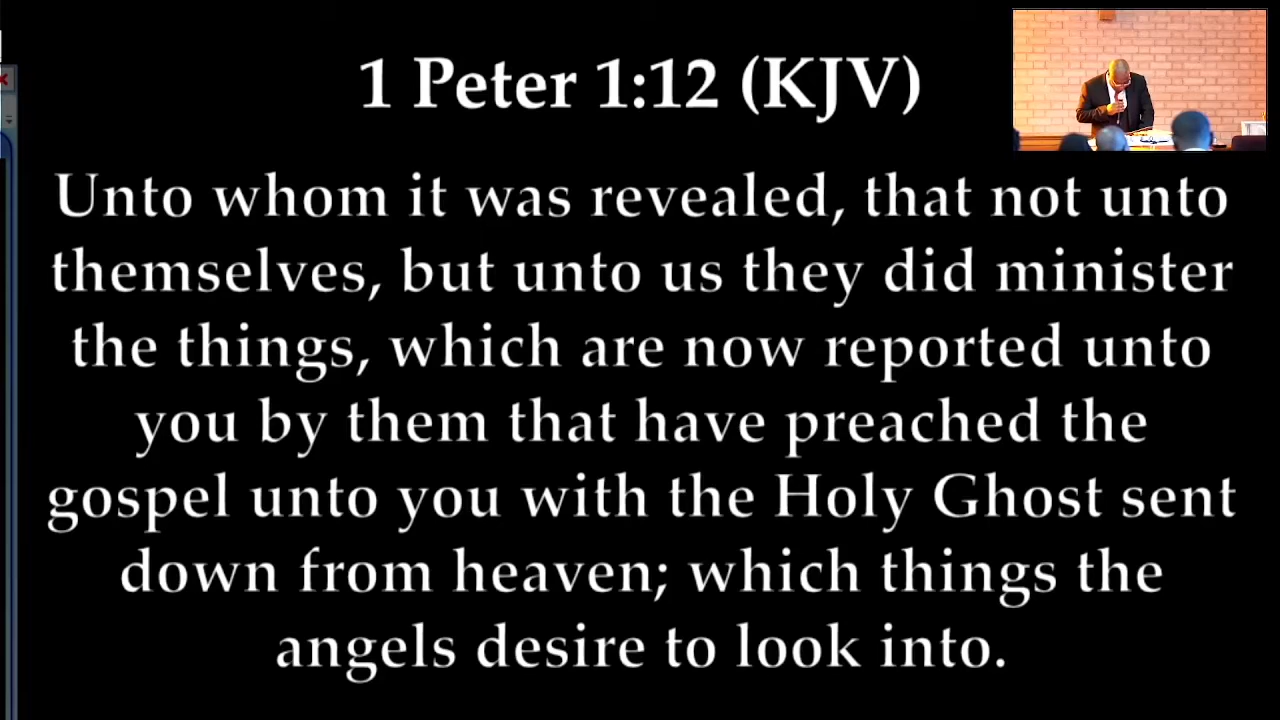 1 Peter 1:12 (KJV)
Unto whom it was revealed, that not unto
themselves, but unto us they did minister
the things, which are now reported unto
you by them that have preached the
gospel unto you with the Holy Ghost sent
down from heaven; which things the
angels desire to look into.